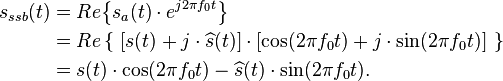 s_{ssb}(t) = Re{s_a(t) · e^{j2πf_0t}}
= Re { [s(t) + j · ŝ(t)] · [cos(2πf_0t) + j · sin(2πf_0t)] }
= s(t) · cos(2πf_0t) − ŝ(t) · sin(2πf_0t).